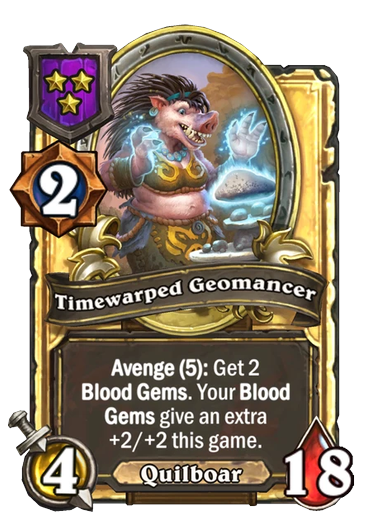 2
Timewarped Geomancer
Avenge (5): Get 2
Blood Gems. Your Blood
Gems give an extra
+2/+2 this game.
4
Quilboar
18